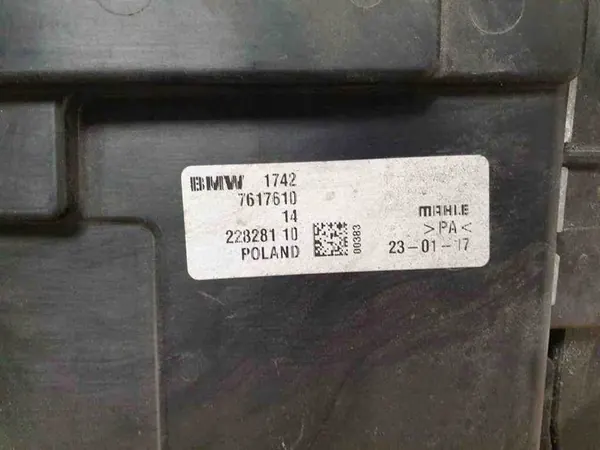 BMW 1742
7617610
14
228281 10
POLAND
00383
MAHLE
>PA<
23-01-17